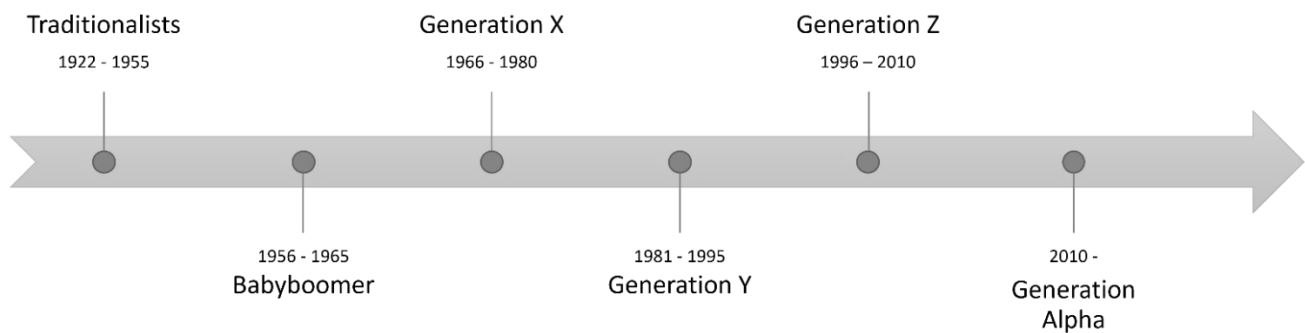 Traditionalists
1922 - 1955
Generation X
1966 - 1980
Generation Z
1996 – 2010
1956 - 1965
Babyboomer
1981 - 1995
Generation Y
2010 -
Generation
Alpha